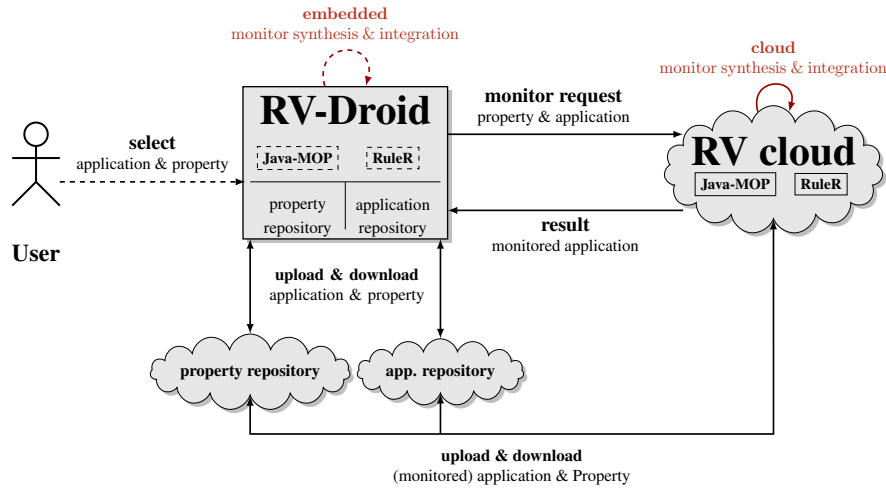 embedded
monitor synthesis & integration
cloud
monitor synthesis & integration
RV-Droid
monitor request
property & application
select
application & property
Java-MOP
RuleR
RV cloud
Java-MOP
RuleR
property
repository
application
repository
result
monitored application
User
upload & download
application & property
property repository
app. repository
upload & download
(monitored) application & Property